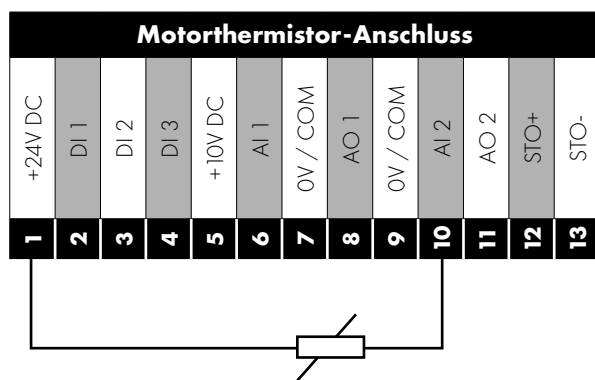 Motorthermistor-Anschluss
+24V DC
DI 1
DI 2
DI 3
+10V DC
AI 1
0V / COM
AO 1
0V / COM
AI 2
AO 2
STO+
STO-
1
2
3
4
5
6
7
8
9
10
11
12
13